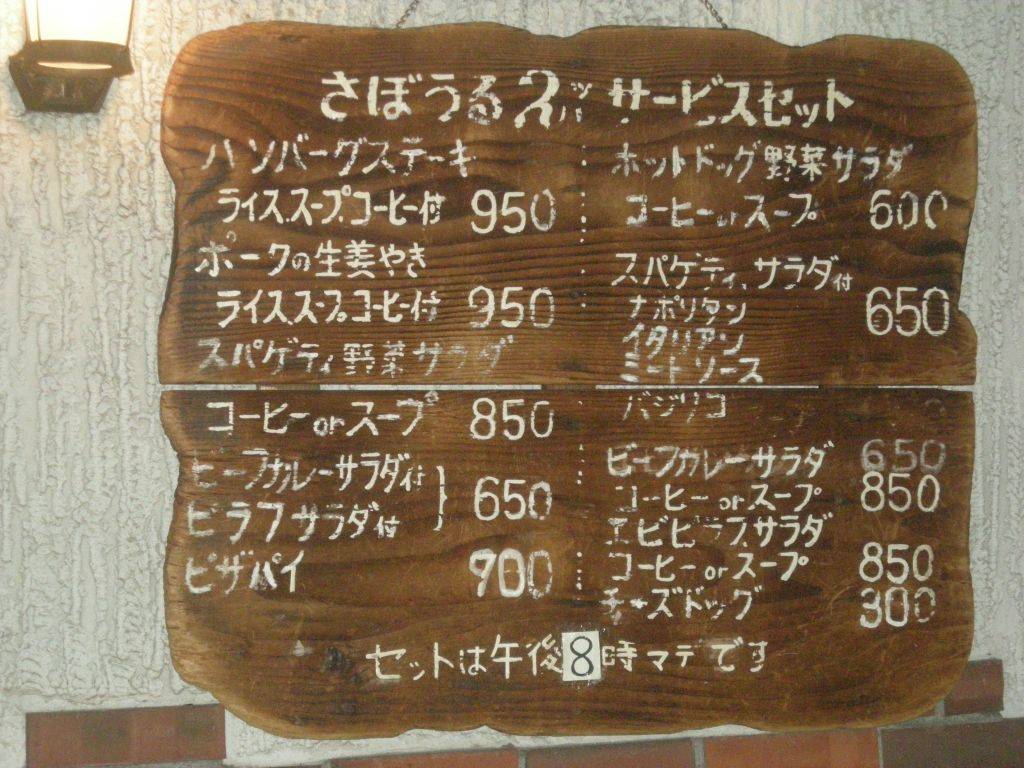 さぼうる2 サービスセット
ハンバーグステーキ
ライス、スープ、コーヒー付 950
ポークの生姜やき
ライス、スープ、コーヒー付 950
スパゲティ野菜サラダ
コーヒーorスープ 850
ビーフカレーサラダ付
650
ピラフサラダ付
ピザパイ 900
ホットドッグ野菜サラダ
コーヒーorスープ 600
スパゲティ、サラダ付
ナポリタン 650
イタリアン
ミートソース
バジリコ
ビーフカレーサラダ 650
コーヒーorスープ 850
エビピラフサラダ
コーヒーorスープ 850
チーズドッグ 300
セットは午後8時マデです